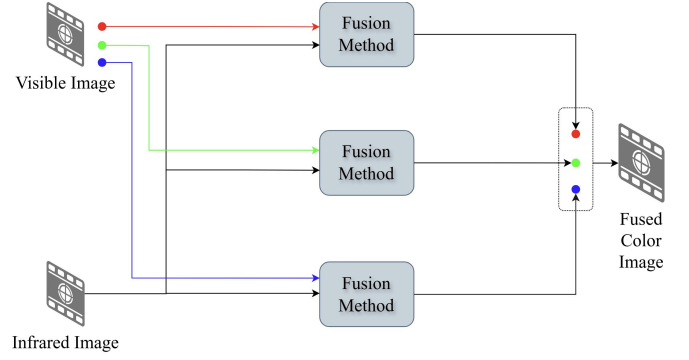 Visible Image
Fusion
Method
Fusion
Method
Fused
Color
Image
Fusion
Method
Infrared Image